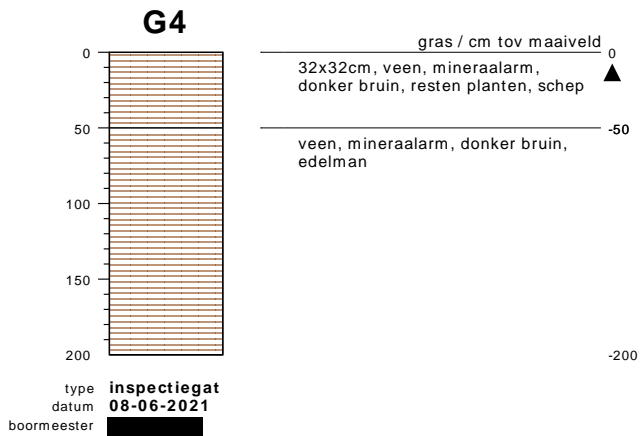 G4
gras / cm tov maaiveld
0
0
32x32cm, veen, mineraalarm,
donker bruin, resten planten, schep
50
-50
veen, mineraalarm, donker bruin,
edelman
100
150
200
-200
type inspectiegat
datum 08-06-2021
boormeester